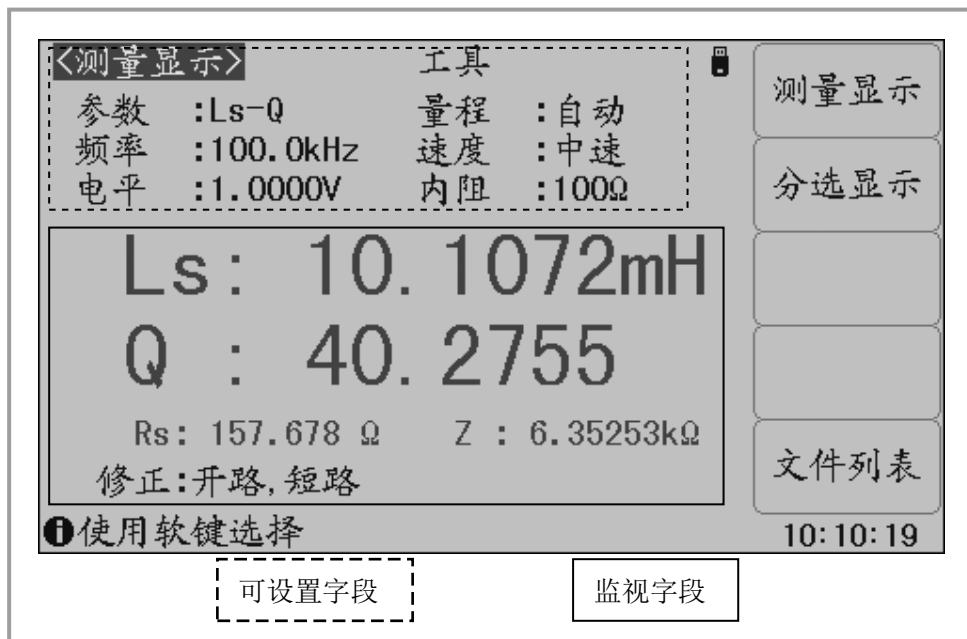 <测量显示> 工具
参数 :Ls-Q 量程 :自动
频率 :100.0kHz 速度 :中速
电平 :1.0000V 内阻 :100Ω
Ls: 10.1072mH
Q : 40.2755
Rs: 157.678 Ω Z : 6.35253kΩ
修正:开路,短路
使用软键选择
测量显示
分选显示
文件列表
10:10:19
可设置字段
监视字段